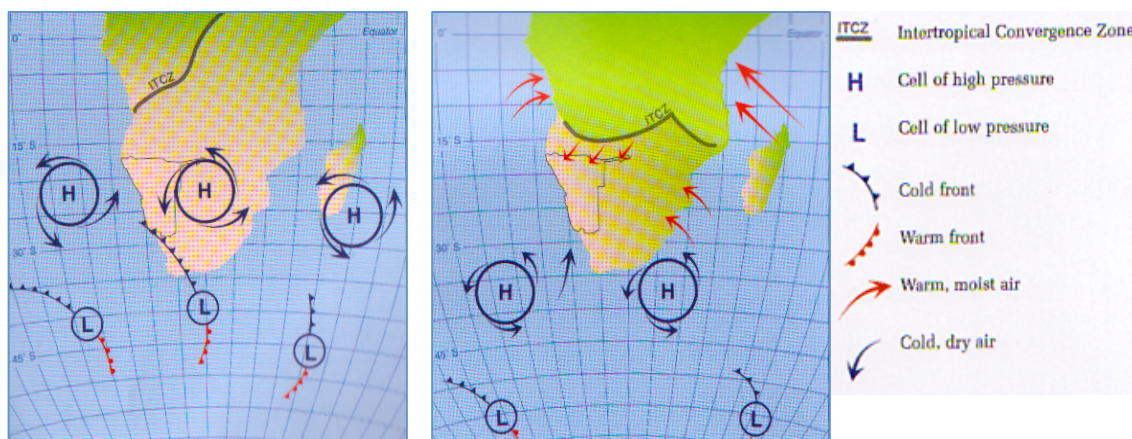 0°
Equator
ITCZ
15 S
H
H
H
30 S
L
L
L
45 S
0°
Equator
ITCZ
15 S
30 S
H
H
45 S
L
L
ITCZ Intertropical Convergence Zone
H Cell of high pressure
L Cell of low pressure
Cold front
Warm front
Warm, moist air
Cold, dry air